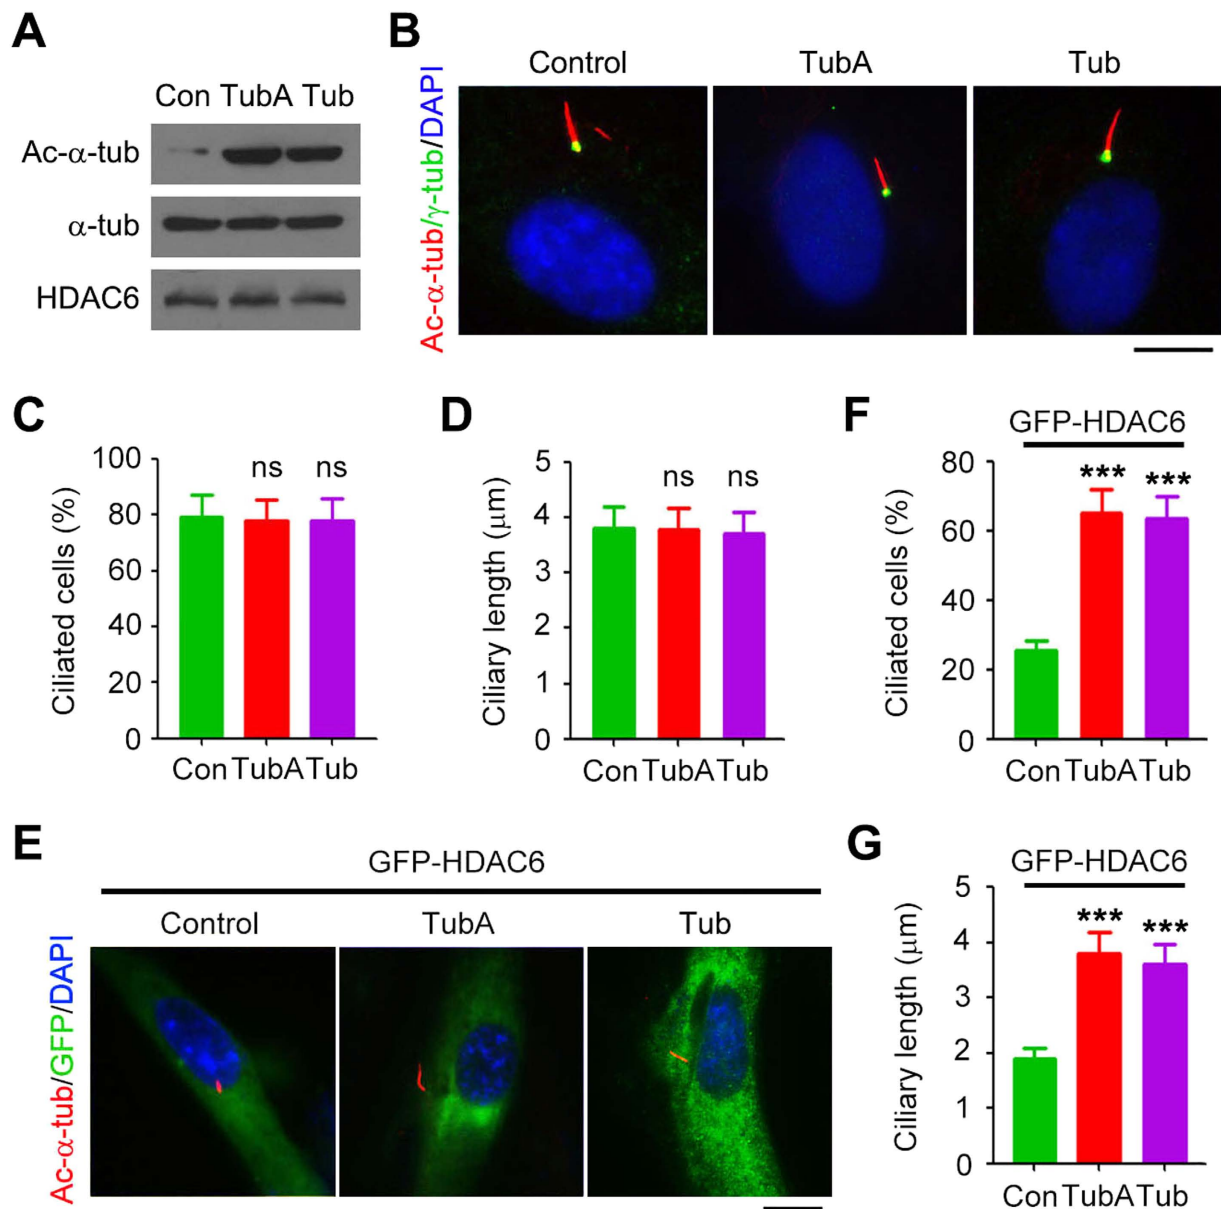 A
Con TubA Tub
Ac-α-tub
α-tub
HDAC6
B
Control TubA Tub
Ac-α-tub/γ-tub/DAPI
C
Ciliated cells (%)
100
80
60
40
20
0
ns ns
Con TubA Tub
D
Ciliary length (μm)
5
4
3
2
1
0
ns ns
Con TubA Tub
F
GFP-HDAC6
Ciliated cells (%)
80
60
40
20
0
*** ***
Con TubA Tub
E
GFP-HDAC6
Control TubA Tub
Ac-α-tub/GFP/DAPI
G
GFP-HDAC6
Ciliary length (μm)
5
4
3
2
1
0
*** ***
Con TubA Tub